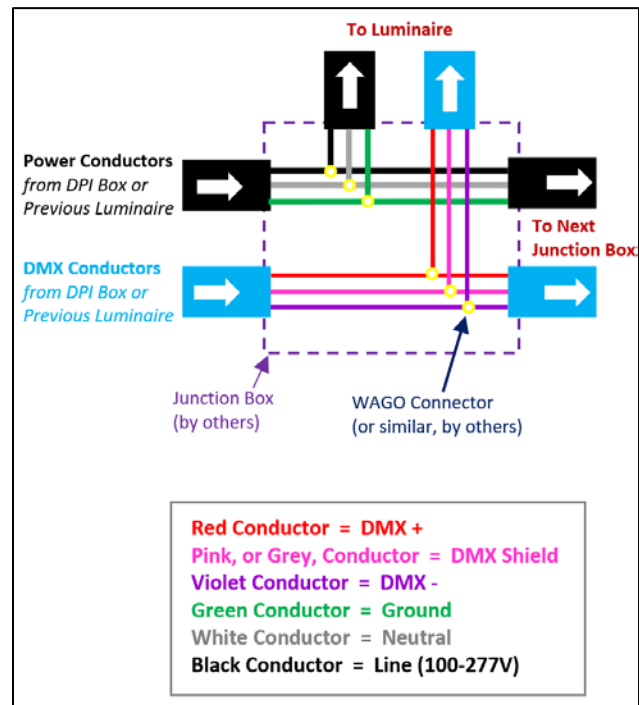 To Luminaire
Power Conductors
from DPI Box or
Previous Luminaire
To Next
Junction Box:
DMX Conductors
from DPI Box or
Previous Luminaire
Junction Box
(by others)
WAGO Connector
(or similar, by others)
Red Conductor = DMX +
Pink, or Grey, Conductor = DMX Shield
Violet Conductor = DMX -
Green Conductor = Ground
White Conductor = Neutral
Black Conductor = Line (100-277V)